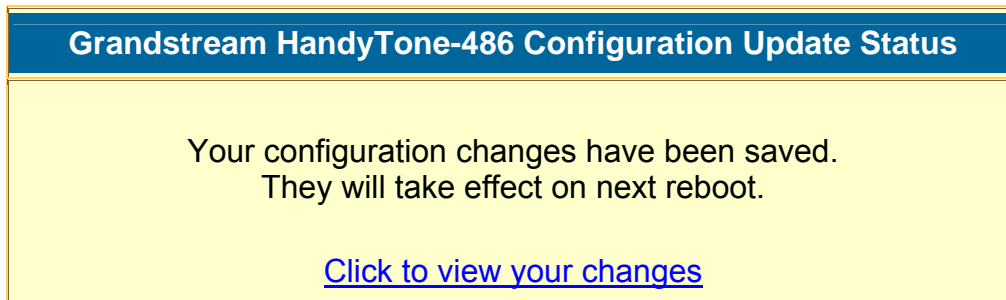 Grandstream HandyTone-486 Configuration Update Status
Your configuration changes have been saved.
They will take effect on next reboot.
Click to view your changes